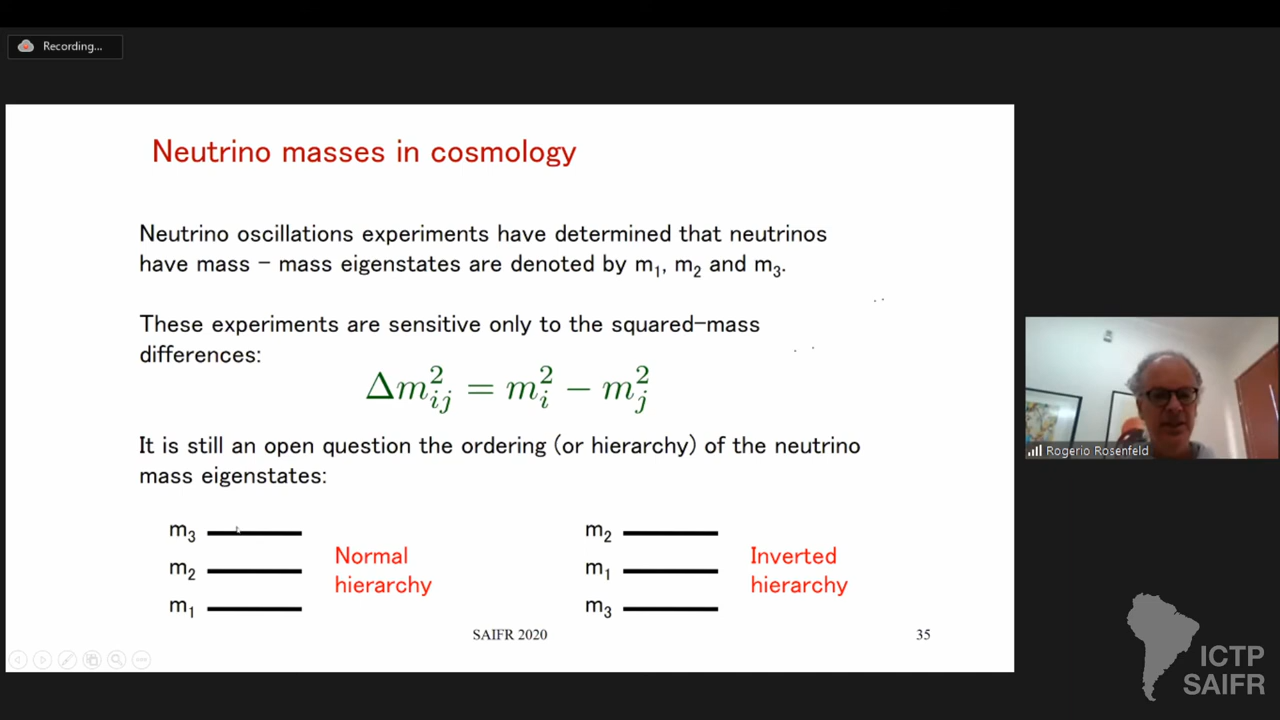 Recording...
Neutrino masses in cosmology
Neutrino oscillations experiments have determined that neutrinos
have mass – mass eigenstates are denoted by m₁, m₂ and m₃.
These experiments are sensitive only to the squared-mass
differences:
Δm²ᵢⱼ = m²ᵢ − m²ⱼ
It is still an open question the ordering (or hierarchy) of the neutrino
mass eigenstates:
m₃
m₂
m₁
Normal
hierarchy
m₂
m₁
m₃
Inverted
hierarchy
SAIFR 2020
35
Rogerio Rosenfeld
ICTP
SAIFR